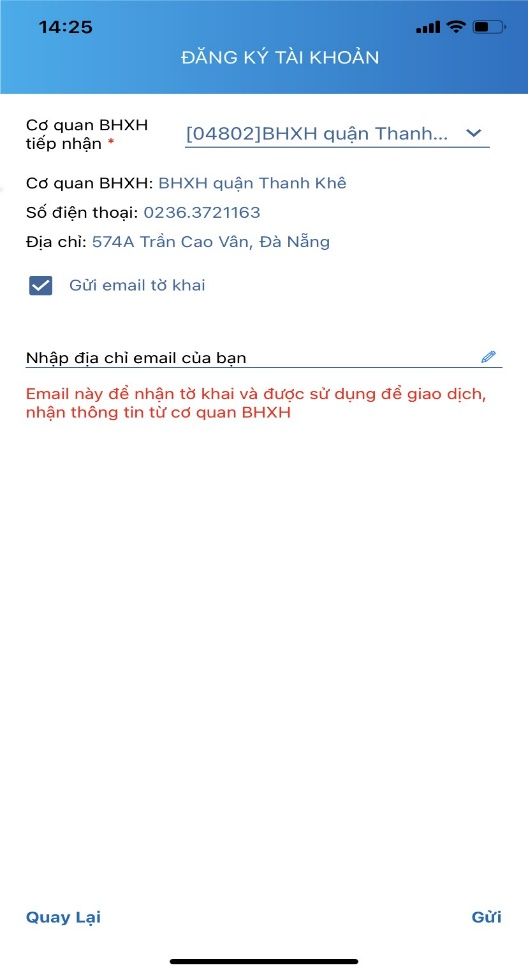 14:25
ĐĂNG KÝ TÀI KHOẢN
Cơ quan BHXH
tiếp nhận *
[04802]BHXH quận Thanh...
Cơ quan BHXH: BHXH quận Thanh Khê
Số điện thoại: 0236.3721163
Địa chỉ: 574A Trần Cao Vân, Đà Nẵng
Gửi email tờ khai
Nhập địa chỉ email của bạn
Email này để nhận tờ khai và được sử dụng để giao dịch,
nhận thông tin từ cơ quan BHXH
Quay Lại
Gửi